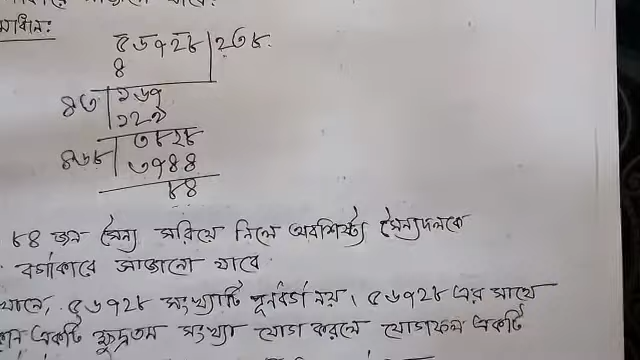 সাজানো যাবে?
সমাধান:
৫৬৭২৮ | ২৩৮
৪
৪৩ | ১৬৭
১২৯
৪৬৮ | ৩৮২৮
৩৭৪৪
৮৪
৮৪ জন সৈন্য সরিয়ে নিলে অবশিষ্ট সৈন্যদলকে
বর্গাকারে সাজানো যাবে
৫৬৭২৮ সংখ্যাটি পূর্নবর্গ নয়। ৫৬৭২৮ এর সাথে
একটি ক্ষুদ্রতম সংখ্যা যোগ করলে যোগফল একটি